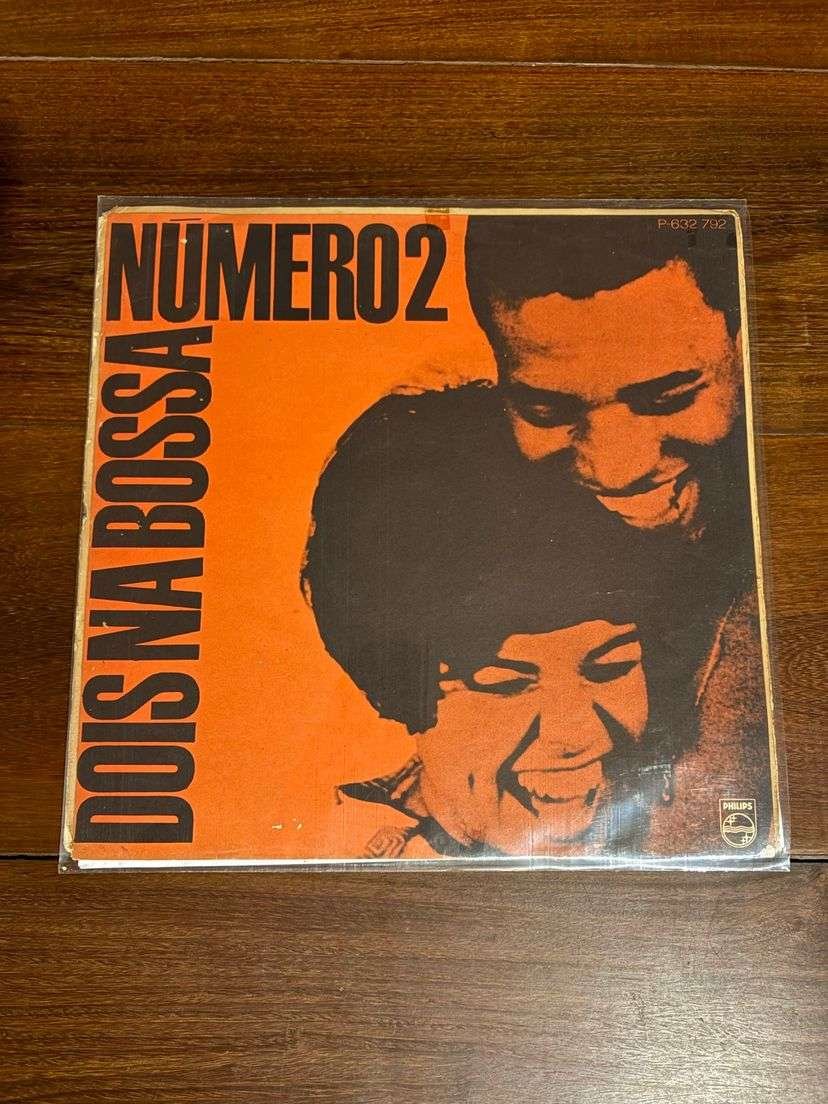 NÚMERO 2
P-632 792
DOIS NA BOSSA
PHILIPS